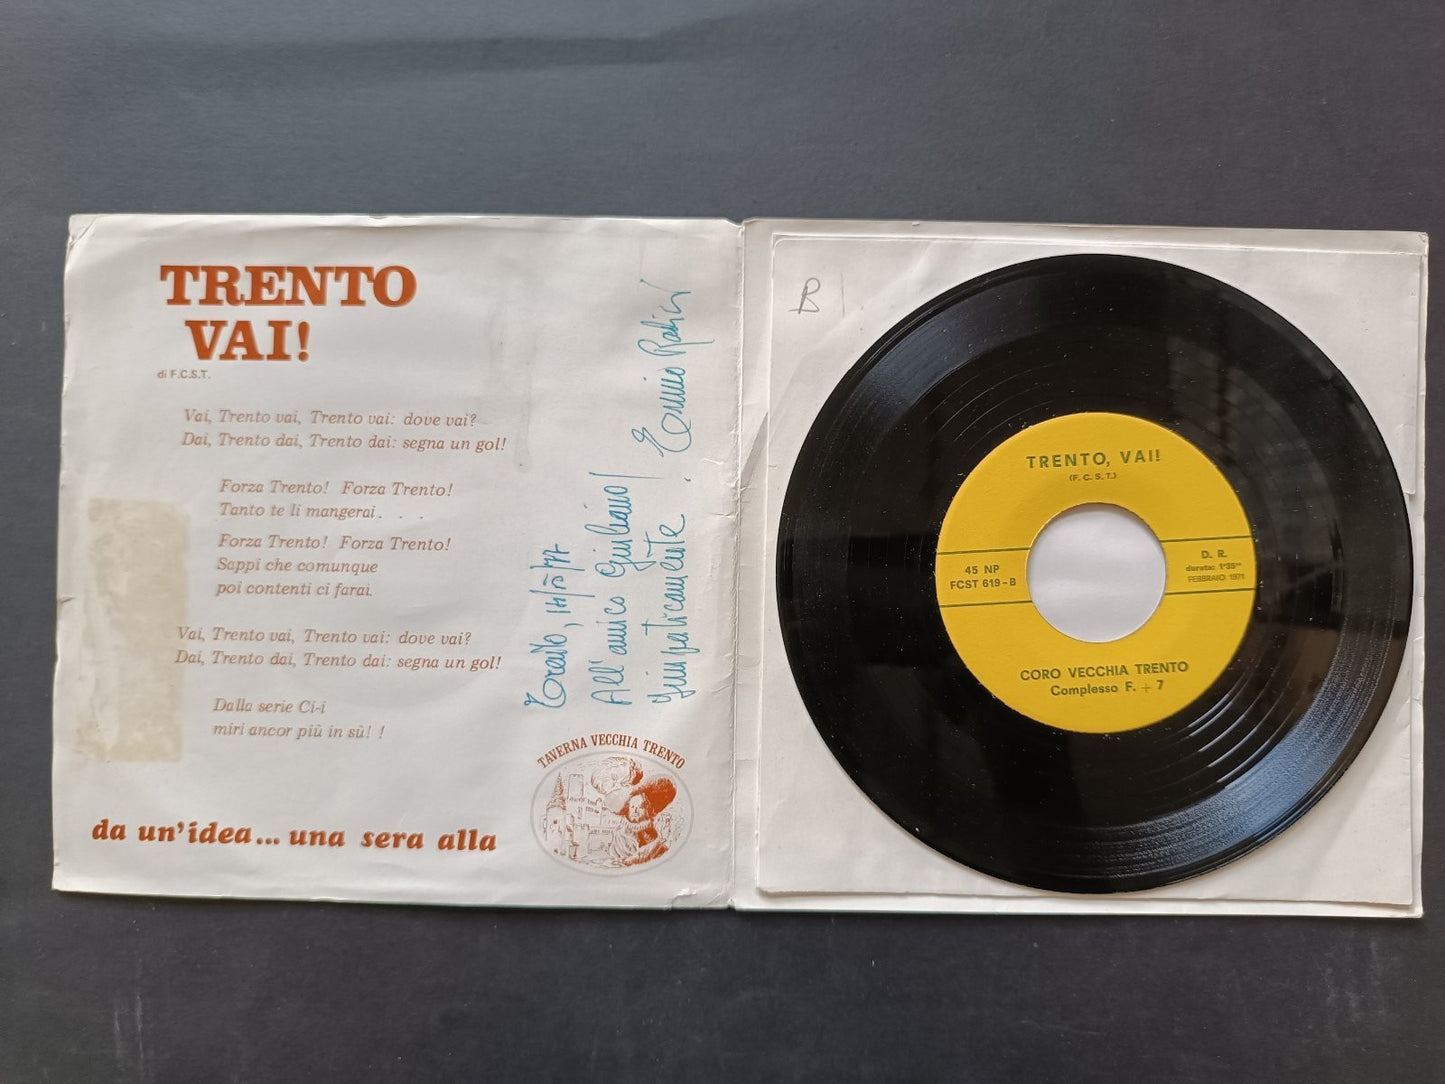 TRENTO
VAI!
di F.C.S.T.
Vai, Trento vai, Trento vai: dove vai?
Dai, Trento dai, Trento dai: segna un gol!
Forza Trento! Forza Trento!
Tanto te li mangerai. . .
Forza Trento! Forza Trento!
Sappi che comunque
poi contenti ci farai.
Vai, Trento vai, Trento vai: dove vai?
Dai, Trento dai, Trento dai: segna un gol!
Dalla serie Ci-i
miri ancor più in sù! !
da un'idea... una sera alla
TAVERNA VECCHIA TRENTO
All'amico Giuliano!
Simpaticamente!
B
TRENTO, VAI!
(F. C. S. T.)
45 NP
FCST 619-B
D. R.
durata: 1'35"
FEBBRAIO 1971
CORO VECCHIA TRENTO
Complesso F. + 7